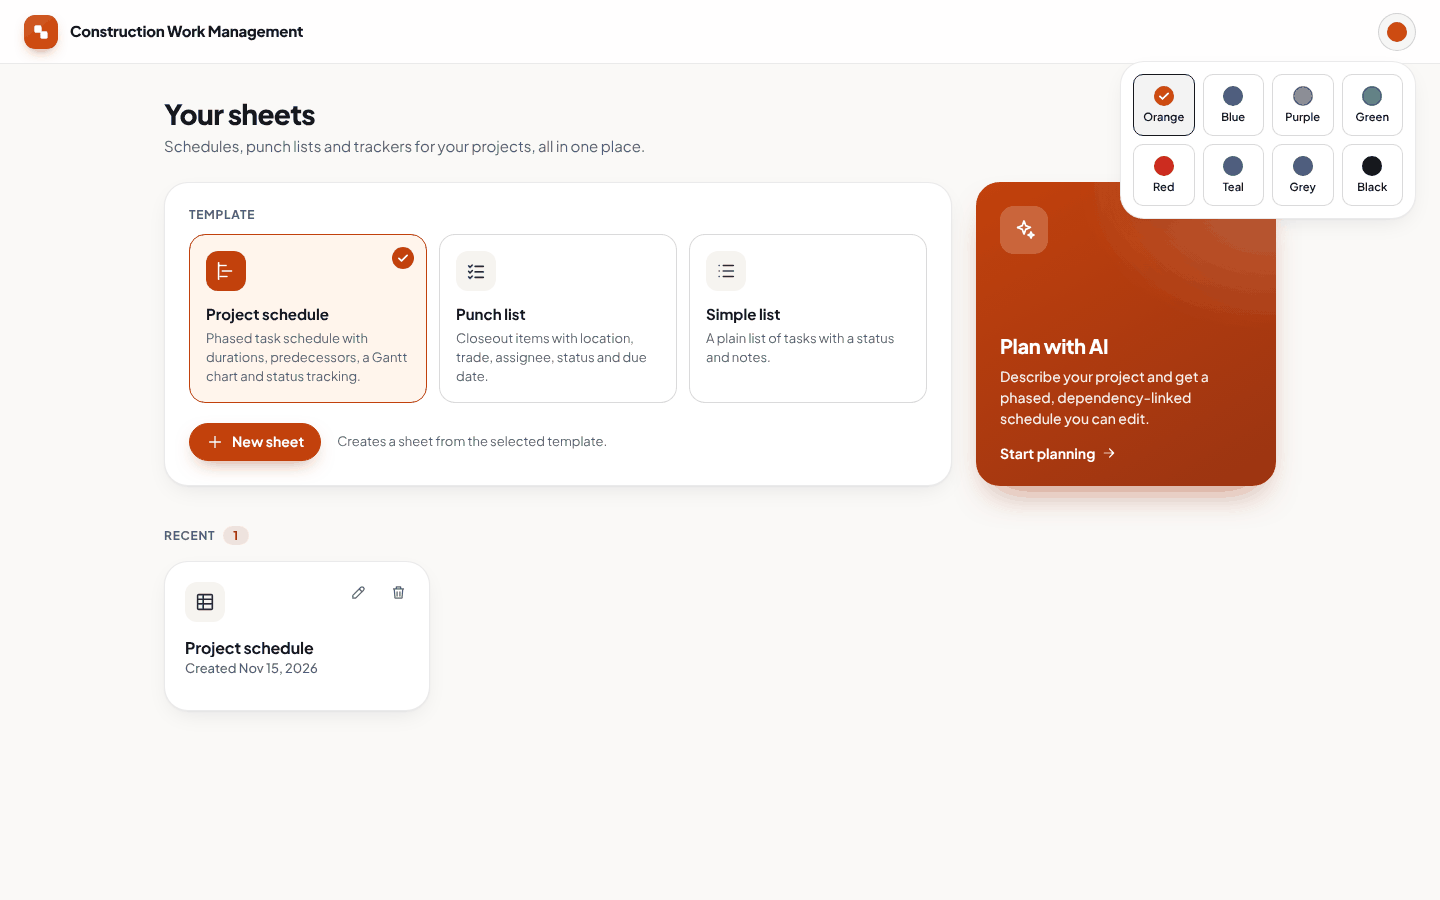 Construction Work Management
Orange
Blue
Purple
Green
Red
Teal
Grey
Black
Your sheets
Schedules, punch lists and trackers for your projects, all in one place.
TEMPLATE
Project schedule
Phased task schedule with
durations, predecessors, a Gantt
chart and status tracking.
Punch list
Closeout items with location,
trade, assignee, status and due
date.
Simple list
A plain list of tasks with a status
and notes.
New sheet
Creates a sheet from the selected template.
Plan with AI
Describe your project and get a
phased, dependency-linked
schedule you can edit.
Start planning
RECENT 1
Project schedule
Created Nov 15, 2026